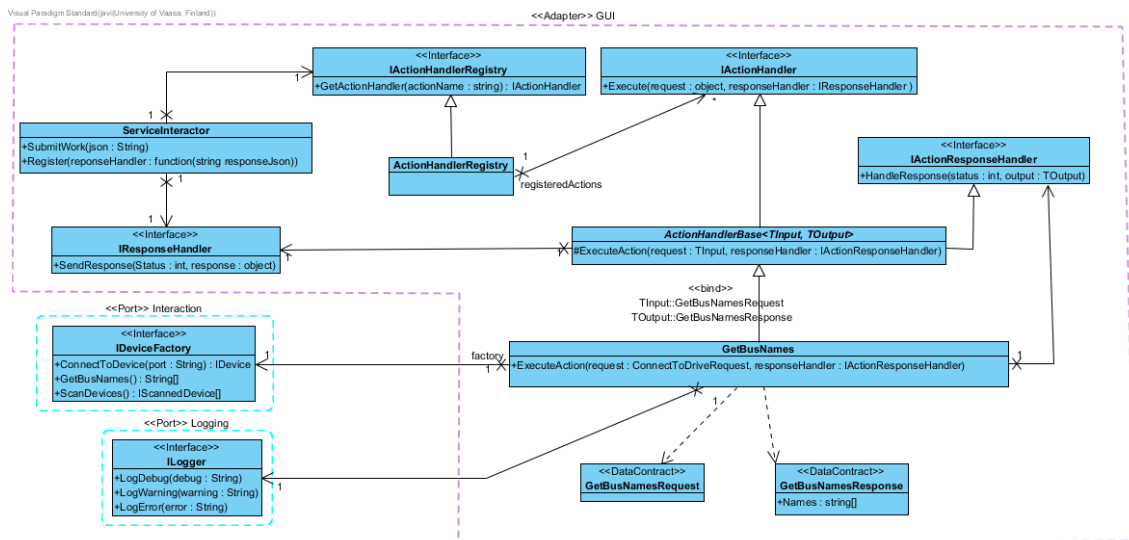 Visual Paradigm Standard(javi(University of Vaasa, Finland))
<<Adapter>> GUI
<<Interface>>
IActionHandlerRegistry
+GetActionHandler(actionName : string) : IActionHandler
<<Interface>>
IActionHandler
+Execute(request : object, responseHandler : IResponseHandler )
1
1
*
1
ServiceInteractor
+SubmitWork(json : String)
+Register(reponseHandler : function(string responseJson))
1
ActionHandlerRegistry
registeredActions
<<Interface>>
IActionResponseHandler
+HandleResponse(status : int, output : TOutput)
1
<<Interface>>
IResponseHandler
+SendResponse(Status : int, response : object)
1
1
ActionHandlerBase<TInput, TOutput>
#ExecuteAction(request : TInput, responseHandler : IActionResponseHandler)
<<bind>>
TInput::GetBusNamesRequest
TOutput::GetBusNamesResponse
<<Port>> Interaction
<<Interface>>
IDeviceFactory
+ConnectToDevice(port : String) : IDevice
+GetBusNames() : String[]
+ScanDevices() : IScannedDevice[]
1
factory
1
GetBusNames
+ExecuteAction(request : ConnectToDriveRequest, responseHandler : IActionResponseHandler)
1
1
<<Port>> Logging
<<Interface>>
ILogger
+LogDebug(debug : String)
+LogWarning(warning : String)
+LogError(error : String)
1
<<DataContract>>
GetBusNamesRequest
<<DataContract>>
GetBusNamesResponse
+Names : string[]